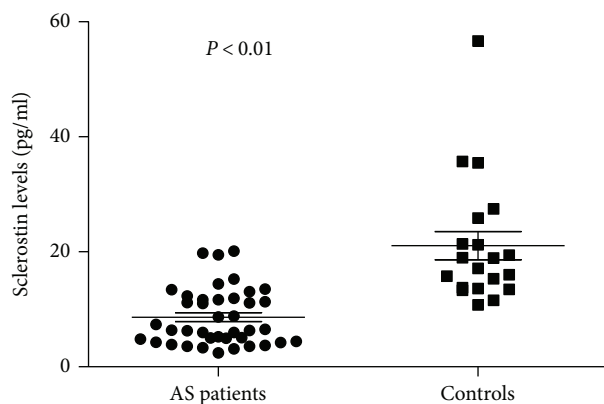 60
P < 0.01
40
20
0
Sclerostin levels (pg/ml)
AS patients
Controls